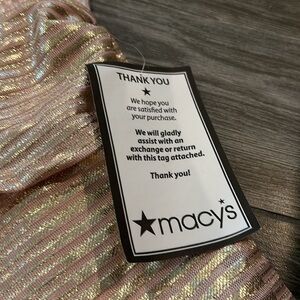 THANK YOU
★
We hope you
are satisfied with
your purchase.
We will gladly
assist with an
exchange or return
with this tag attached.
Thank you!
★macy's